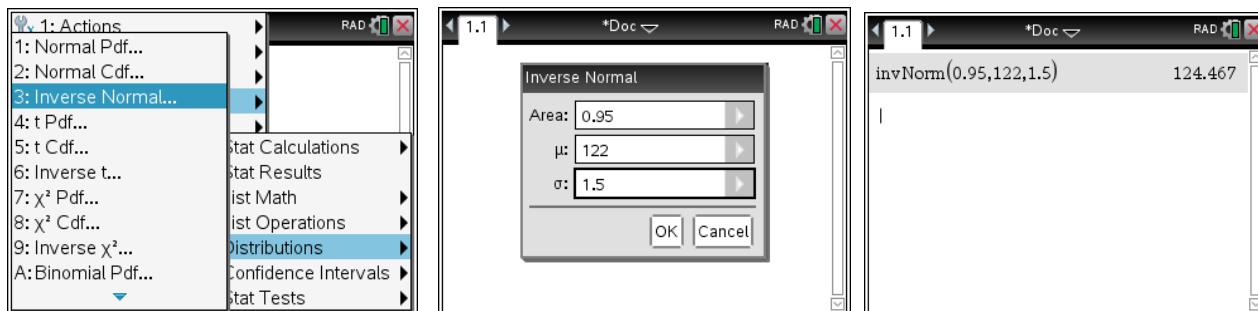 1: Actions
RAD
1: Normal Pdf...
2: Normal Cdf...
3: Inverse Normal...
4: t Pdf...
5: t Cdf...
6: Inverse t...
7: χ² Pdf...
8: χ² Cdf...
9: Inverse χ²...
A: Binomial Pdf...
Stat Calculations
Stat Results
List Math
List Operations
Distributions
Confidence Intervals
Stat Tests
1.1
*Doc
RAD
Inverse Normal
Area: 0.95
μ: 122
σ: 1.5
OK Cancel
1.1
*Doc
RAD
invNorm(0.95,122,1.5) 124.467